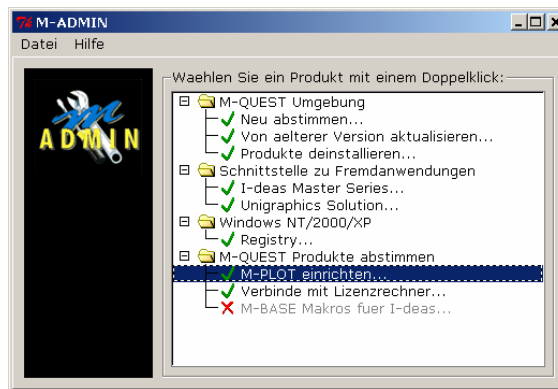 M-ADMIN
Datei Hilfe
m
ADMIN
Waehlen Sie ein Produkt mit einem Doppelklick:
M-QUEST Umgebung
Neu abstimmen...
Von aelterer Version aktualisieren...
Produkte deinstallieren...
Schnittstelle zu Fremdanwendungen
I-deas Master Series...
Unigraphics Solution...
Windows NT/2000/XP
Registry...
M-QUEST Produkte abstimmen
M-PLOT einrichten...
Verbinde mit Lizenzrechner...
M-BASE Makros fuer I-deas...